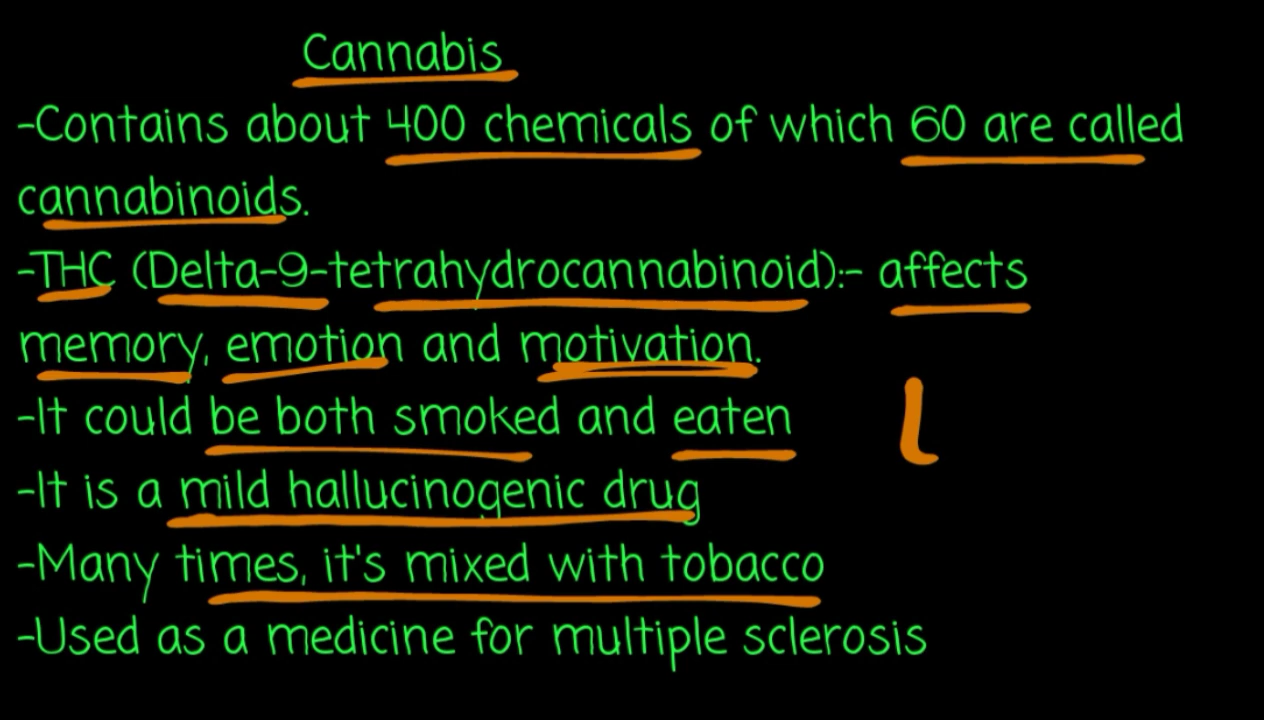 Cannabis
-Contains about 400 chemicals of which 60 are called
cannabinoids.
-THC (Delta-9-tetrahydrocannabinoid):- affects
memory, emotion and motivation.
-It could be both smoked and eaten
-It is a mild hallucinogenic drug
-Many times, it's mixed with tobacco
-Used as a medicine for multiple sclerosis